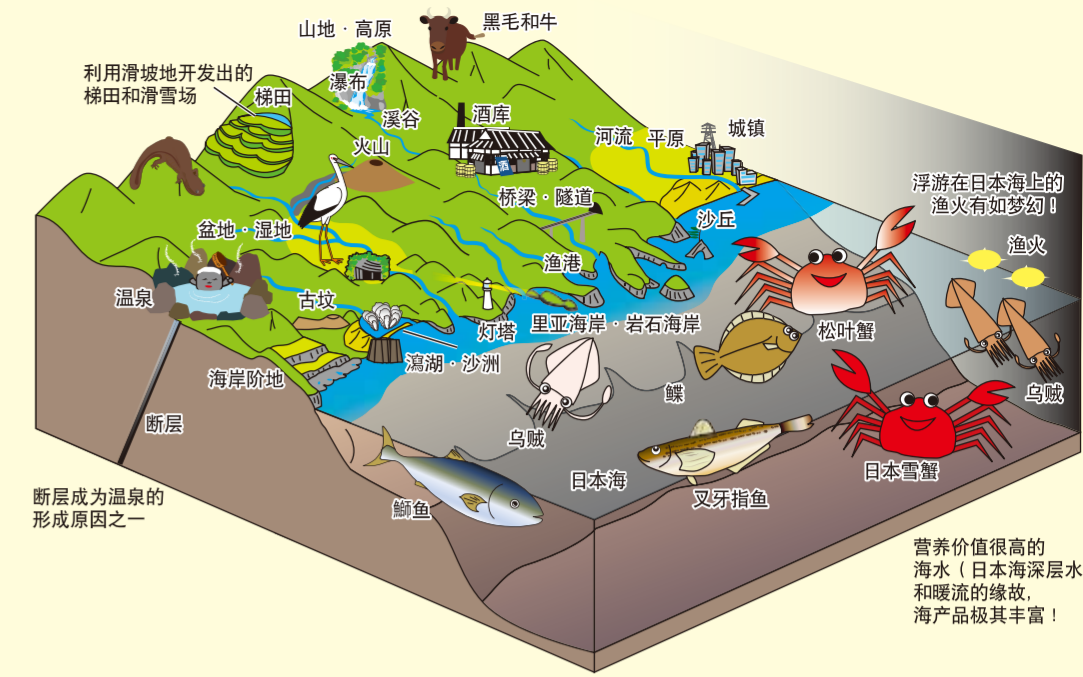 山地·高原
黑毛和牛
利用滑坡地开发出的
梯田和滑雪场
瀑布
梯田
溪谷
酒库
火山
河流
平原
城镇
浮游在日本海上的
渔火有如梦幻！
桥梁·隧道
沙丘
盆地·湿地
渔火
渔港
温泉
古坟
灯塔
里亚海岸·岩石海岸
松叶蟹
潟湖·沙洲
海岸阶地
鲽
乌贼
断层
乌贼
日本海
日本雪蟹
断层成为温泉的
形成原因之一
鰤鱼
叉牙指鱼
酒
营养价值很高的
海水（日本海深层水
和暖流的缘故，
海产品极其丰富！